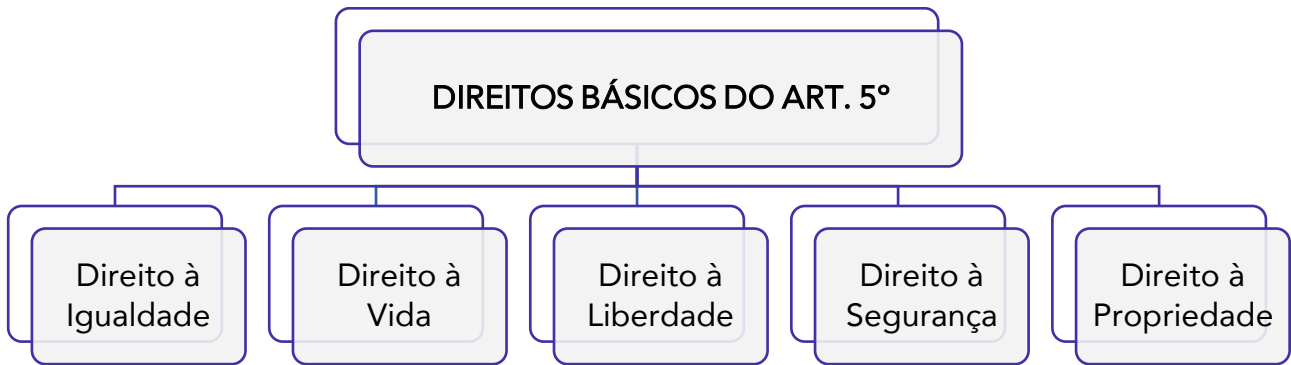 DIREITOS BÁSICOS DO ART. 5º
Direito à
Igualdade
Direito à
Vida
Direito à
Liberdade
Direito à
Segurança
Direito à
Propriedade